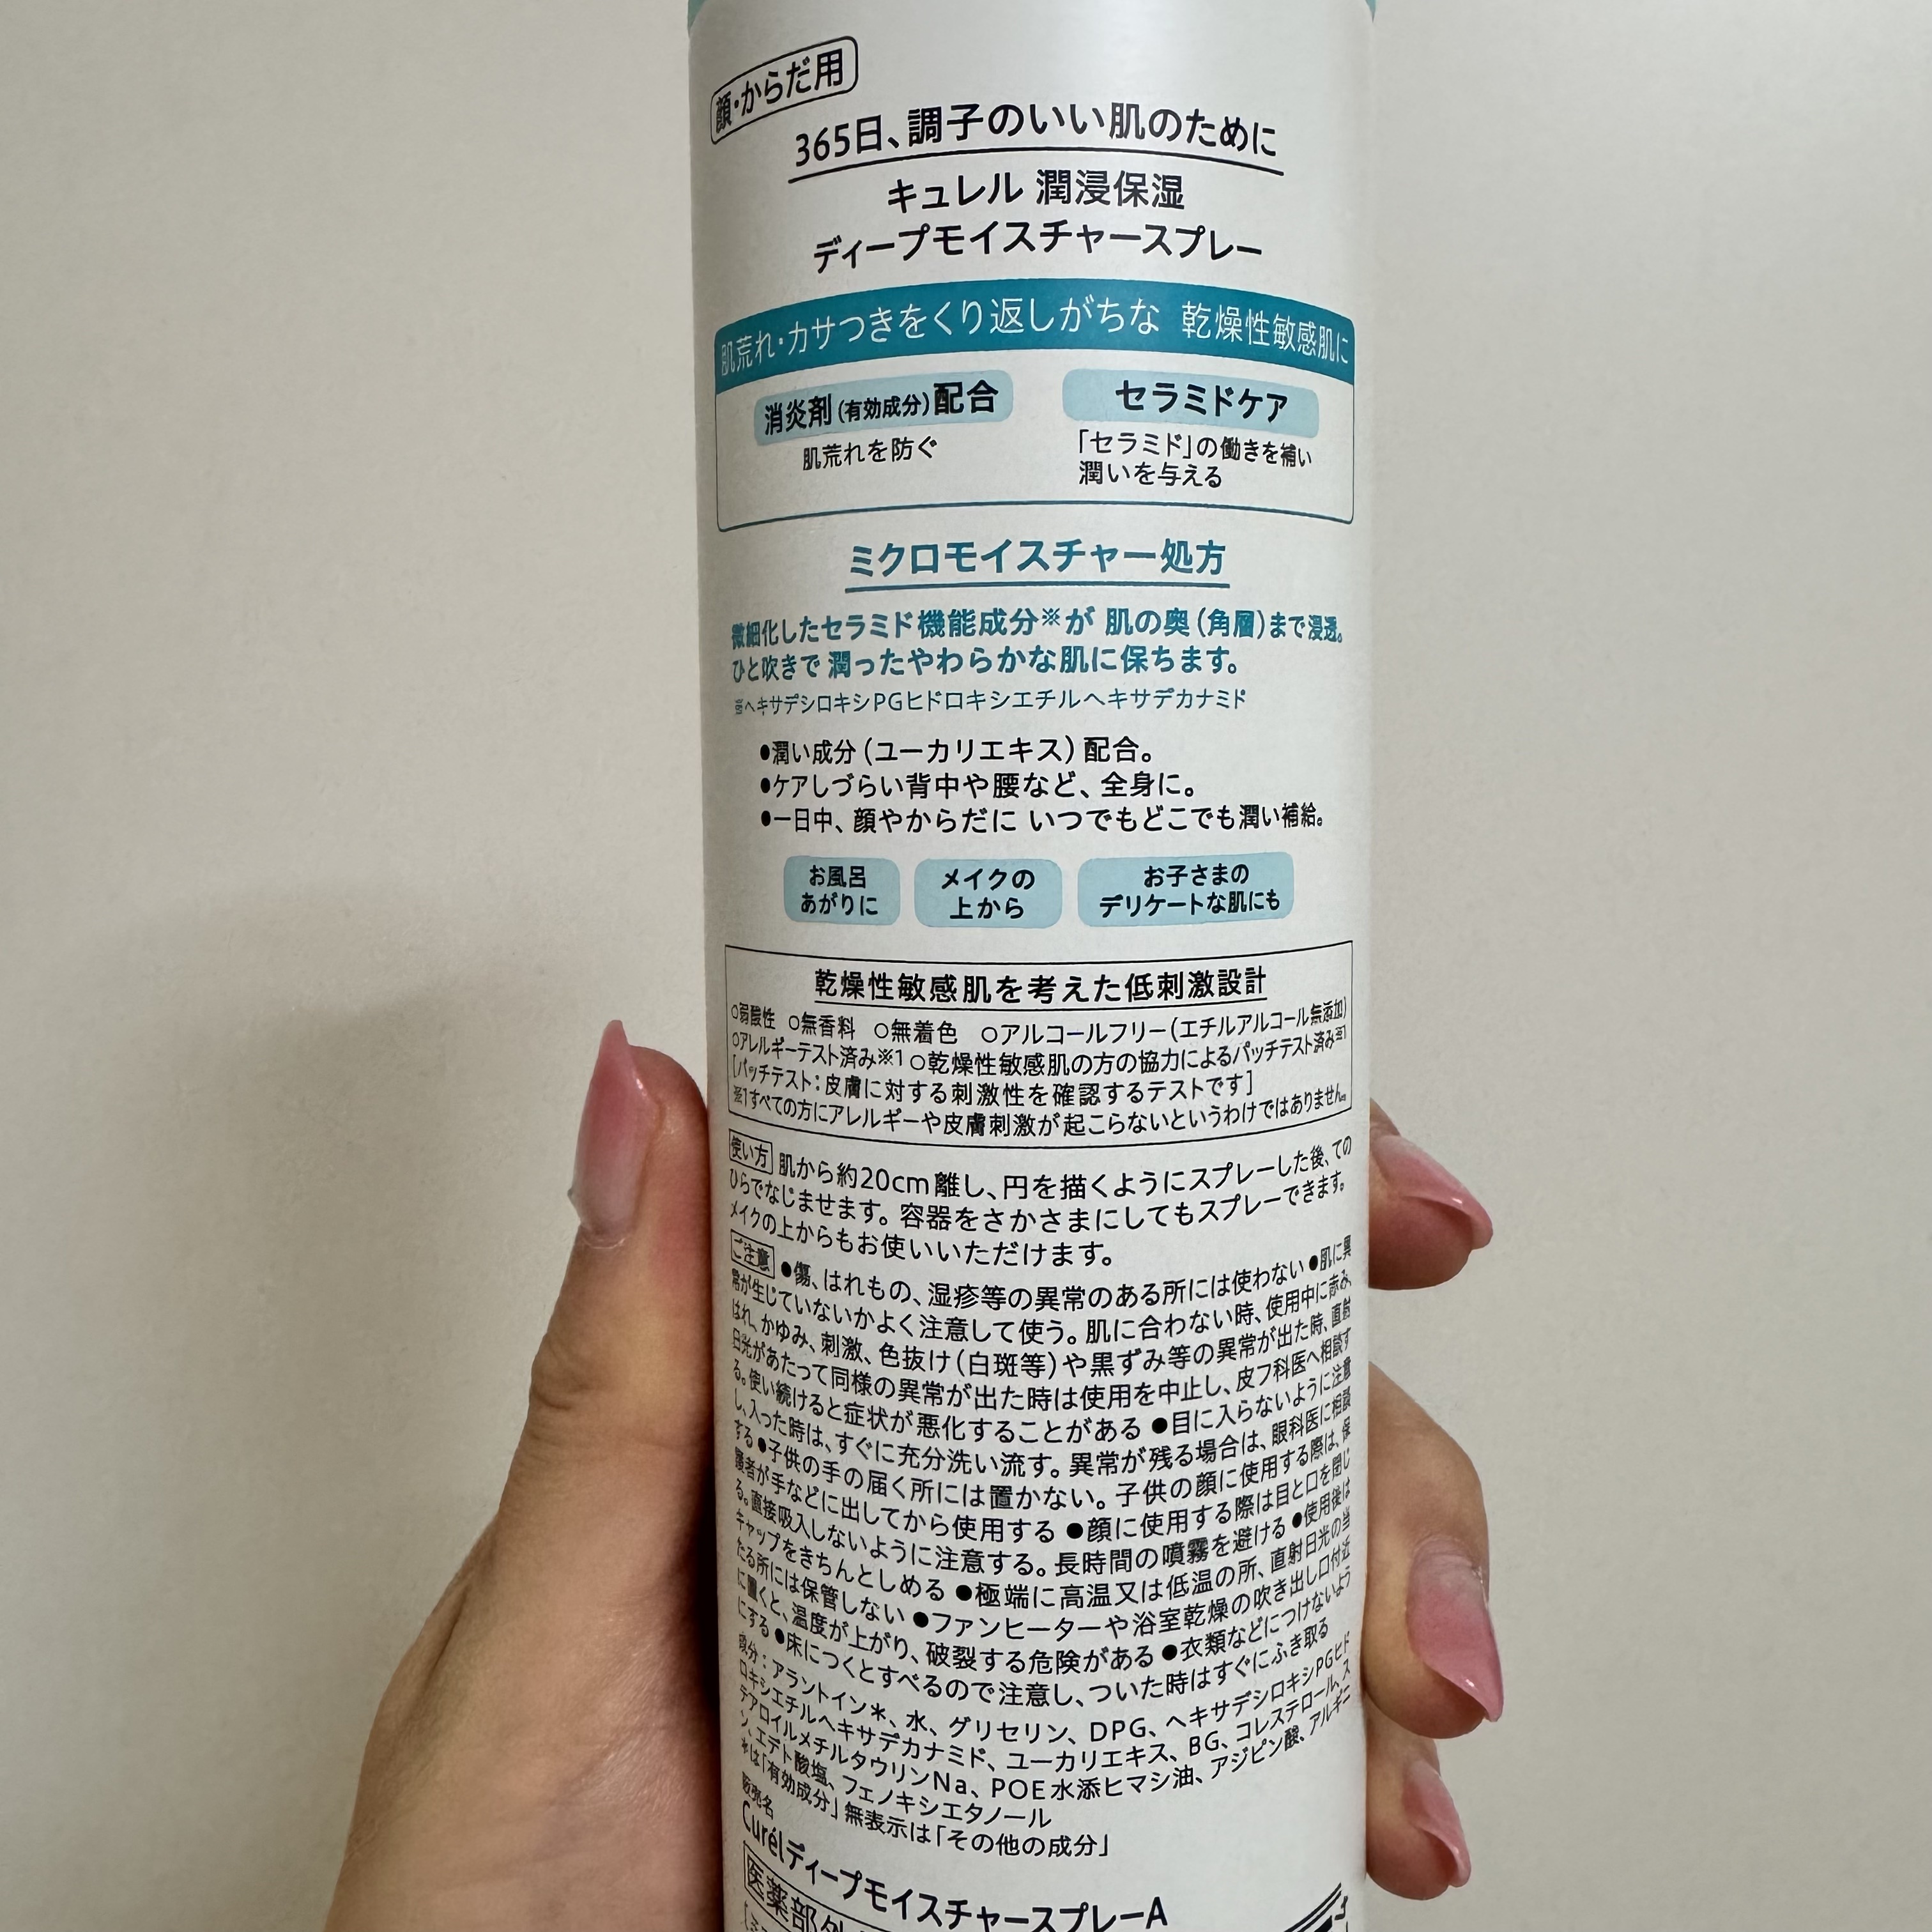 顔・からだ用
365日、調子のいい肌のために
キュレル 潤浸保湿
ディープモイスチャースプレー
肌荒れ・カサつきをくり返しがちな 乾燥性敏感肌に
消炎剤(有効成分)配合
肌荒れを防ぐ
セラミドケア
「セラミド」の働きを補い
潤いを与える
ミクロモイスチャー処方
微細化したセラミド機能成分※が 肌の奥(角層)まで浸透。
ひと吹きで 潤ったやわらかな肌に保ちます。
※ヘキサデシロキシPGヒドロキシエチルヘキサデカナミド
●潤い成分(ユーカリエキス)配合。
●ケアしづらい背中や腰など、全身に。
●一日中、顔やからだに いつでもどこでも潤い補給。
お風呂
あがりに
メイクの
上から
お子さまの
デリケートな肌にも
乾燥性敏感肌を考えた低刺激設計
○弱酸性 ○無香料 ○無着色 ○アルコールフリー(エチルアルコール無添加)
○アレルギーテスト済み※1 ○乾燥性敏感肌の方の協力によるパッチテスト済み※1
[パッチテスト:皮膚に対する刺激性を確認するテストです]
※1すべての方にアレルギーや皮膚刺激が起こらないというわけではありません。
使い方 肌から約20cm離し、円を描くようにスプレーした後、ての
ひらでなじませます。容器をさかさまにしてもスプレーできます。
メイクの上からもお使いいただけます。
ご注意 ●傷、はれもの、湿疹等の異常のある所には使わない ●肌に異
常が生じていないかよく注意して使う。肌に合わない時、使用中に赤み、
はれ、かゆみ、刺激、色抜け(白斑等)や黒ずみ等の異常が出た時、直射
日光があたって同様の異常が出た時は使用を中止し、皮フ科医へ相談す
る。使い続けると症状が悪化することがある ●目に入らないように注意
し、入った時は、すぐに充分洗い流す。異常が残る場合は、眼科医に相談
する ●子供の手の届く所には置かない。子供の顔に使用する際は、保
護者が手などに出してから使用する ●顔に使用する際は目と口を閉じ
る。直接吸入しないように注意する。長時間の噴霧を避ける ●使用後は
キャップをきちんとしめる ●極端に高温又は低温の所、直射日光の当
たる所には保管しない ●ファンヒーターや浴室乾燥の吹き出し口付近
に置くと、温度が上がり、破裂する危険がある ●衣類などにつけないよう
にする ●床につくとすべるので注意し、ついた時はすぐにふき取る
成分:アラントイン*、水、グリセリン、DPG、ヘキサデシロキシPGヒド
ロキシエチルヘキサデカナミド、ユーカリエキス、BG、コレステロール、ス
テアロイルメチルタウリンNa、POE水添ヒマシ油、アジピン酸、アルギニ
ン、エデト酸塩、フェノキシエタノール
*は「有効成分」無表示は「その他の成分」
販売名
CurélディープモイスチャースプレーA
医薬部外